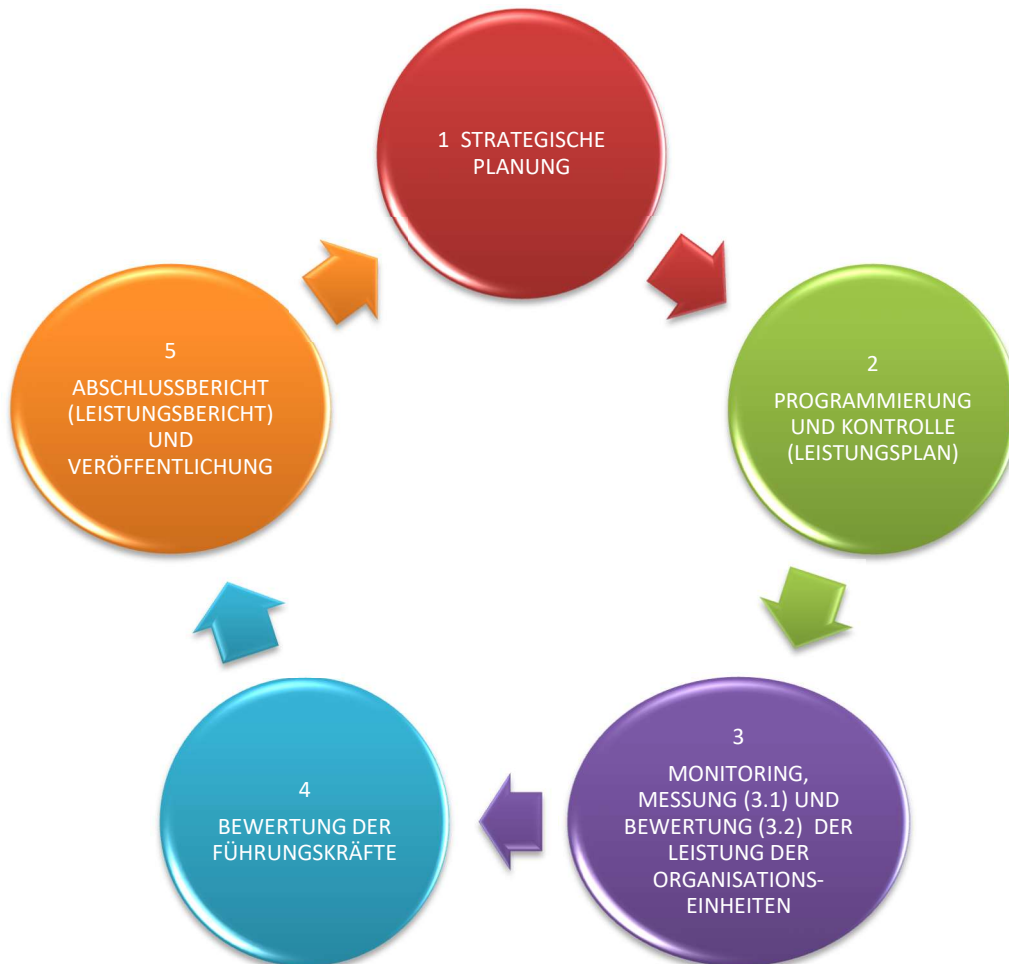 1 STRATEGISCHE
PLANUNG
2
PROGRAMMIERUNG
UND KONTROLLE
(LEISTUNGSPLAN)
3
MONITORING,
MESSUNG (3.1) UND
BEWERTUNG (3.2) DER
LEISTUNG DER
ORGANISATIONS-
EINHEITEN
4
BEWERTUNG DER
FÜHRUNGSKRÄFTE
5
ABSCHLUSSBERICHT
(LEISTUNGSBERICHT)
UND
VERÖFFENTLICHUNG